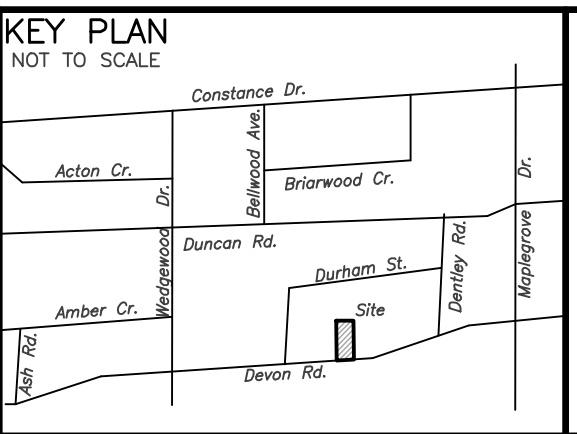 KEY PLAN
NOT TO SCALE
Constance Dr.
Bellwood Ave.
Acton Cr.
Briarwood Cr.
Wedgewood Dr.
Maplegrove Dr.
Duncan Rd.
Dentley Rd.
Durham St.
Amber Cr.
Site
Ash Rd.
Devon Rd.